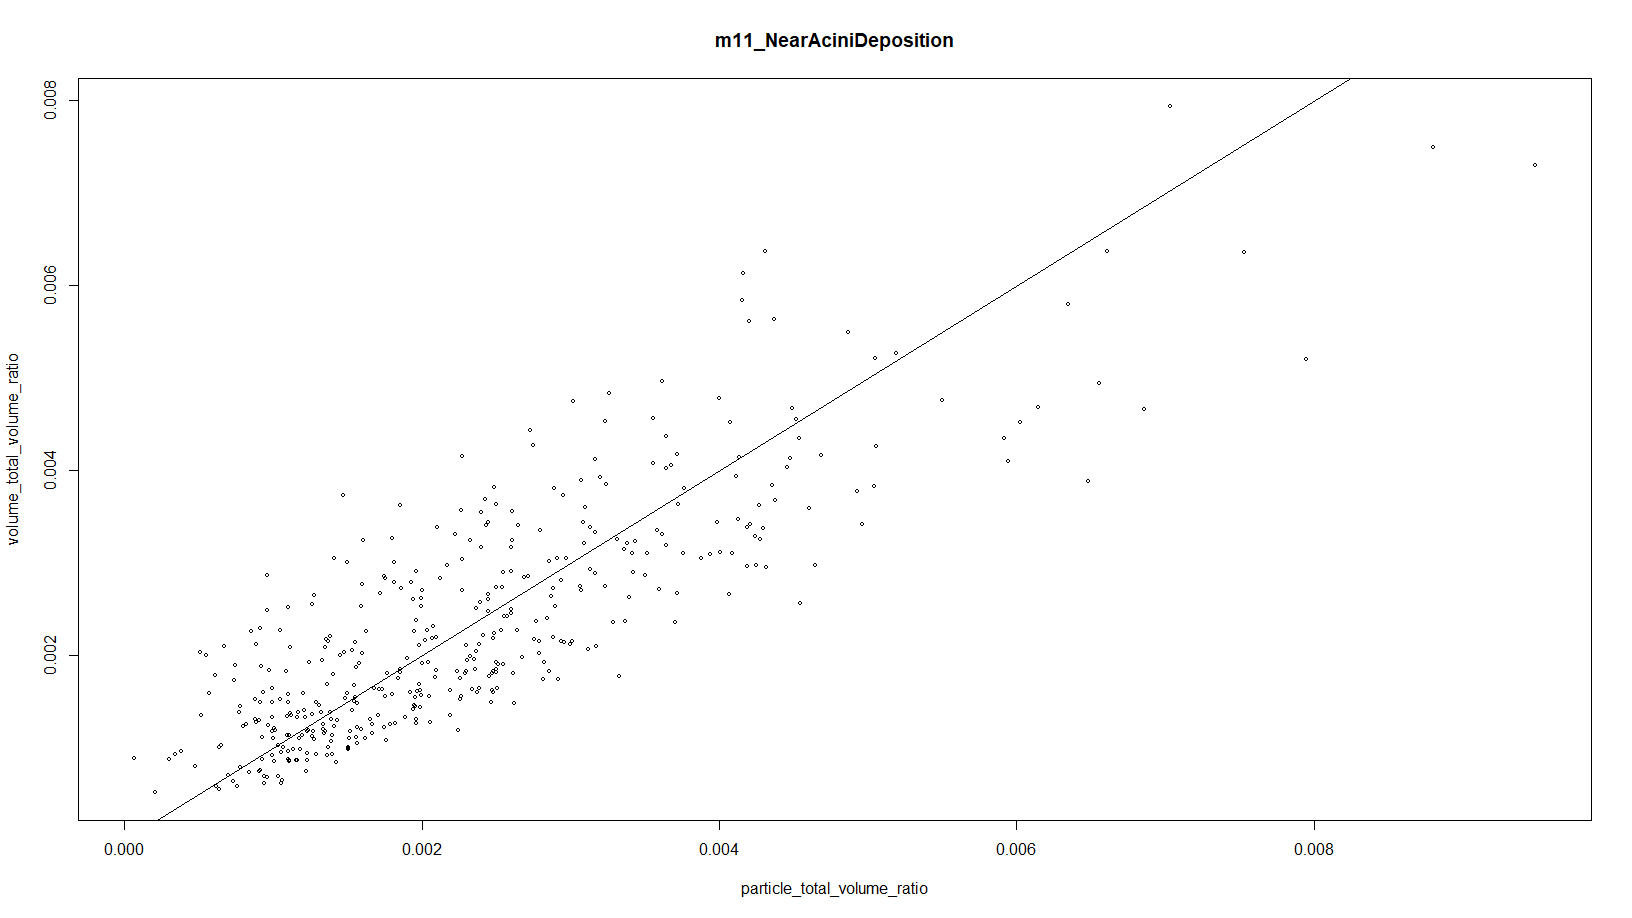 m11_NearAciniDeposition
0.008
0.006
0.004
0.002
volume_total_volume_ratio
0.000 0.002 0.004 0.006 0.008
particle_total_volume_ratio